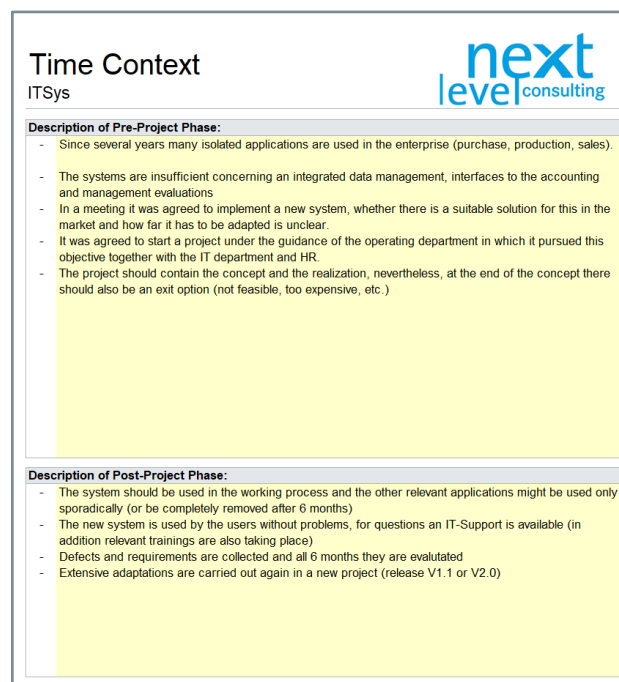 Time Context
ITSys
next
level consulting
Description of Pre-Project Phase:
- Since several years many isolated applications are used in the enterprise (purchase, production, sales).
- The systems are insufficient concerning an integrated data management, interfaces to the accounting
and management evaluations
- In a meeting it was agreed to implement a new system, whether there is a suitable solution for this in the
market and how far it has to be adapted is unclear.
- It was agreed to start a project under the guidance of the operating department in which it pursued this
objective together with the IT department and HR.
- The project should contain the concept and the realization, nevertheless, at the end of the concept there
should also be an exit option (not feasible, too expensive, etc.)
Description of Post-Project Phase:
- The system should be used in the working process and the other relevant applications might be used only
sporadically (or be completely removed after 6 months)
- The new system is used by the users without problems, for questions an IT-Support is available (in
addition relevant trainings are also taking place)
- Defects and requirements are collected and all 6 months they are evalutated
- Extensive adaptations are carried out again in a new project (release V1.1 or V2.0)